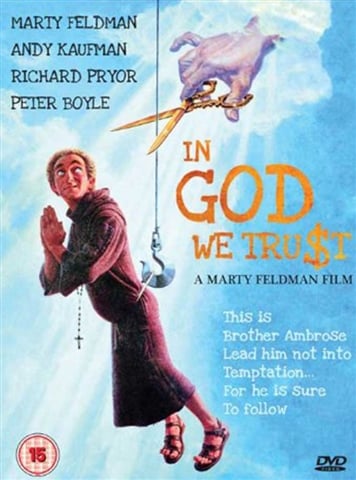 MARTY FELDMAN
ANDY KAUFMAN
RICHARD PRYOR
PETER BOYLE
IN
GOD
WE TRU$T
A MARTY FELDMAN FILM
This is
Brother Ambrose
Lead him not into
Temptation...
For he is sure
To follow
15
DVD
VIDEO